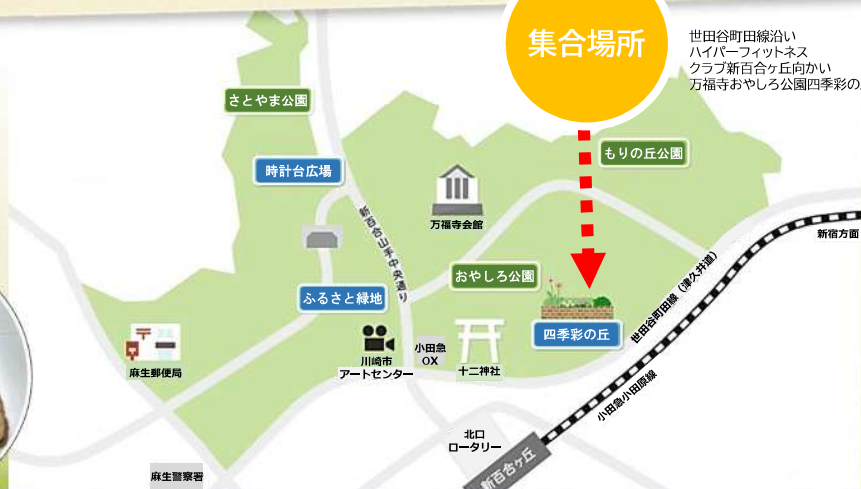 集合場所
世田谷町田線沿い
ハイパーフィットネス
クラブ新百合ヶ丘向かい
万福寺おやしろ公園四季彩の
さとやま公園
もりの丘公園
時計台広場
新百合山手中央通り
万福寺会館
新宿方面
おやしろ公園
世田谷町田線（津久井道）
ふるさと緑地
四季彩の丘
麻生郵便局
川崎市
アートセンター
小田急
OX
十二神社
小田急小田原線
北口
ロータリー
新百合ヶ丘
麻生警察署